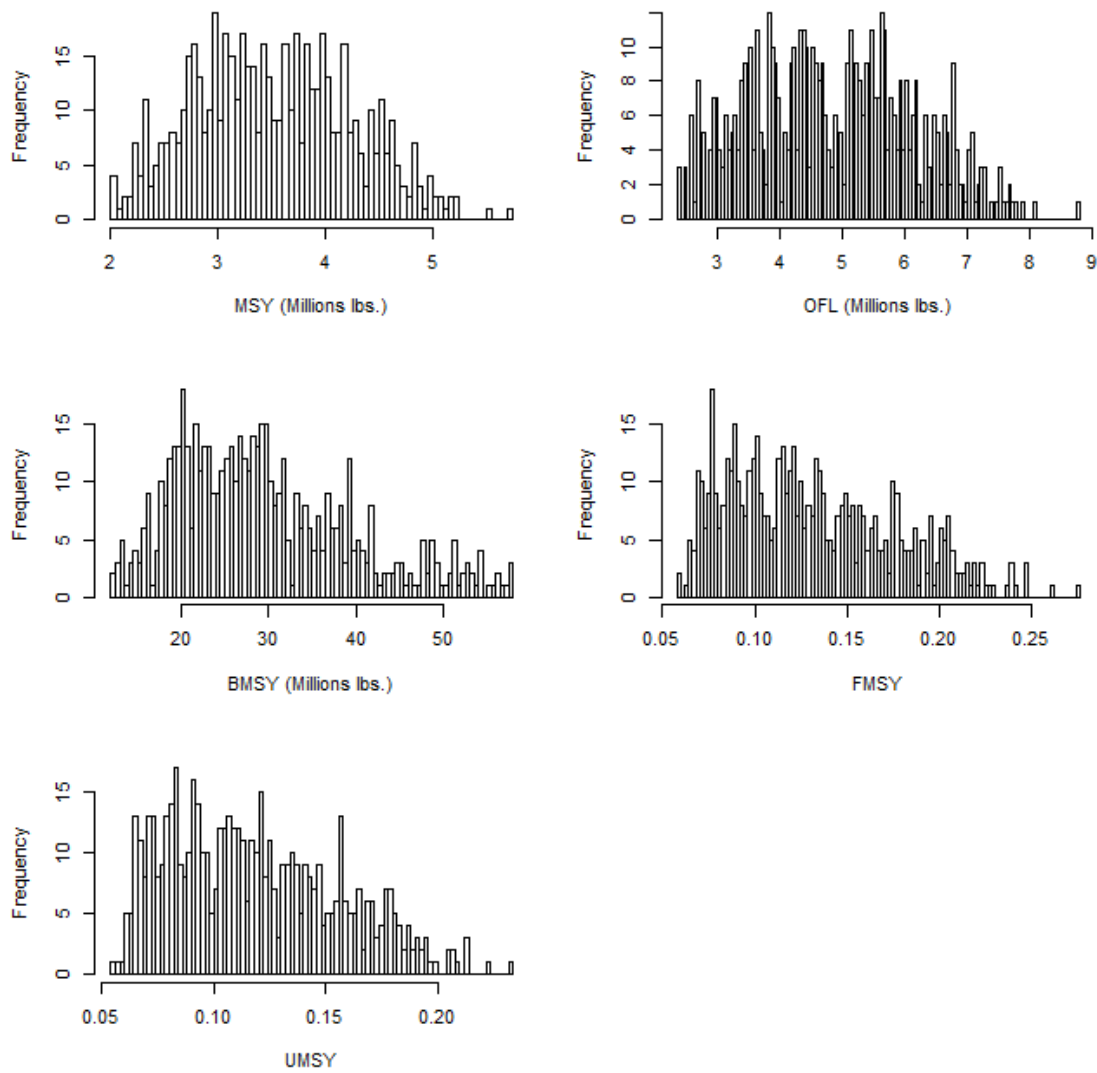 Frequency
0 5 10 15
2 3 4 5
MSY (Millions lbs.)
Frequency
0 2 4 6 8 10
3 4 5 6 7 8 9
OFL (Millions lbs.)
Frequency
0 5 10 15
20 30 40 50
BMSY (Millions lbs.)
Frequency
0 5 10 15
0.05 0.10 0.15 0.20 0.25
FMSY
Frequency
0 5 10 15
0.05 0.10 0.15 0.20
UMSY